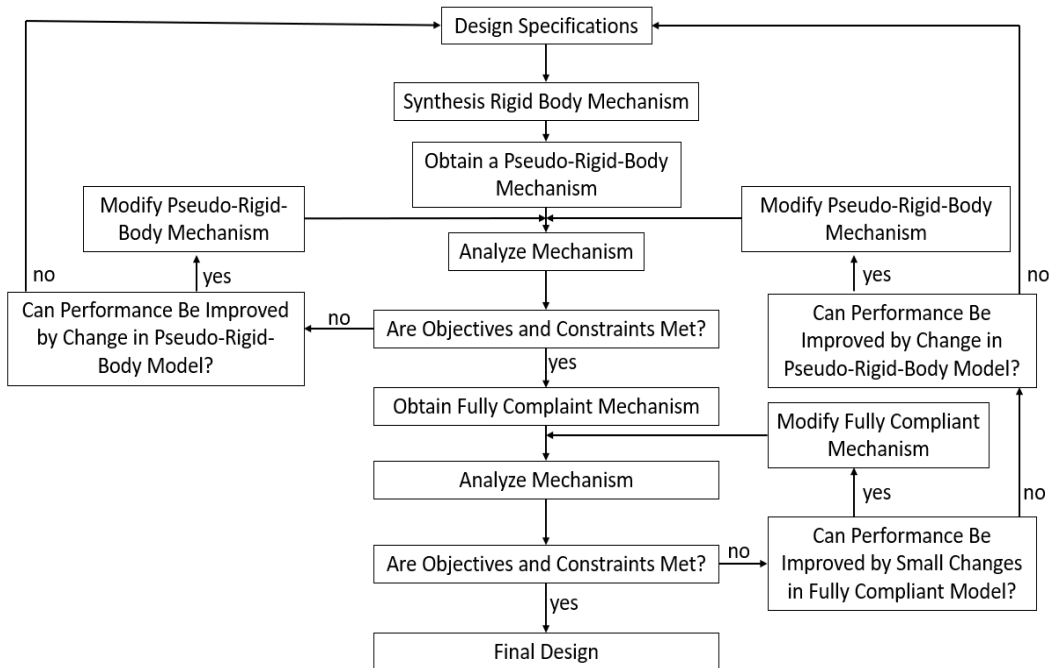 Design Specifications
Synthesis Rigid Body Mechanism
Obtain a Pseudo-Rigid-Body
Mechanism
Modify Pseudo-Rigid-
Body Mechanism
Modify Pseudo-Rigid-Body
Mechanism
Analyze Mechanism
no
yes
yes
no
Can Performance Be Improved
by Change in Pseudo-Rigid-
Body Model?
no
Are Objectives and Constraints Met?
Can Performance Be
Improved by Change in
Pseudo-Rigid-Body Model?
yes
Obtain Fully Complaint Mechanism
Modify Fully Compliant
Mechanism
Analyze Mechanism
yes
no
Are Objectives and Constraints Met?
no
Can Performance Be
Improved by Small Changes
in Fully Compliant Model?
yes
Final Design